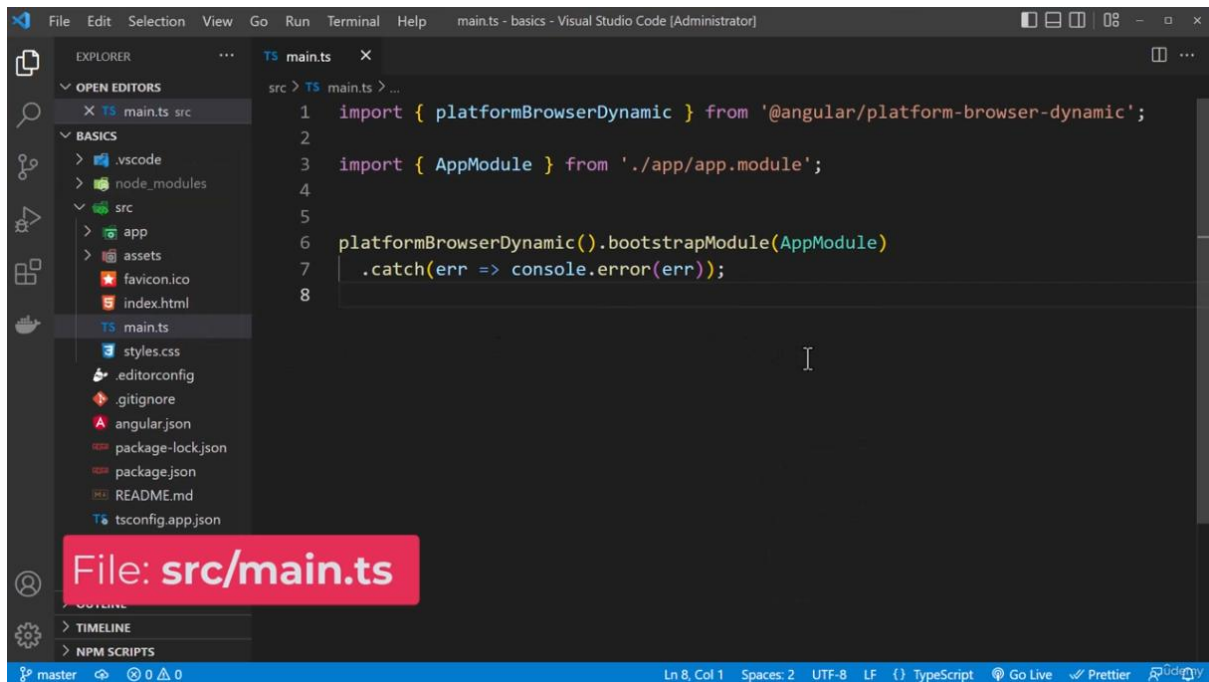 File Edit Selection View Go Run Terminal Help main.ts - basics - Visual Studio Code [Administrator]
EXPLORER
TS main.ts
OPEN EDITORS
TS main.ts src
src > TS main.ts > ...
BASICS
.vscode
node_modules
src
app
assets
favicon.ico
index.html
TS main.ts
styles.css
.editorconfig
.gitignore
angular.json
package-lock.json
package.json
README.md
tsconfig.app.json
1 import { platformBrowserDynamic } from '@angular/platform-browser-dynamic';
2
3 import { AppModule } from './app/app.module';
4
5
6 platformBrowserDynamic().bootstrapModule(AppModule)
7 .catch(err => console.error(err));
8
File: src/main.ts
OUTLINE
TIMELINE
NPM SCRIPTS
master 0 0 Ln 8, Col 1 Spaces: 2 UTF-8 LF {} TypeScript Go Live Prettier
ûdemy